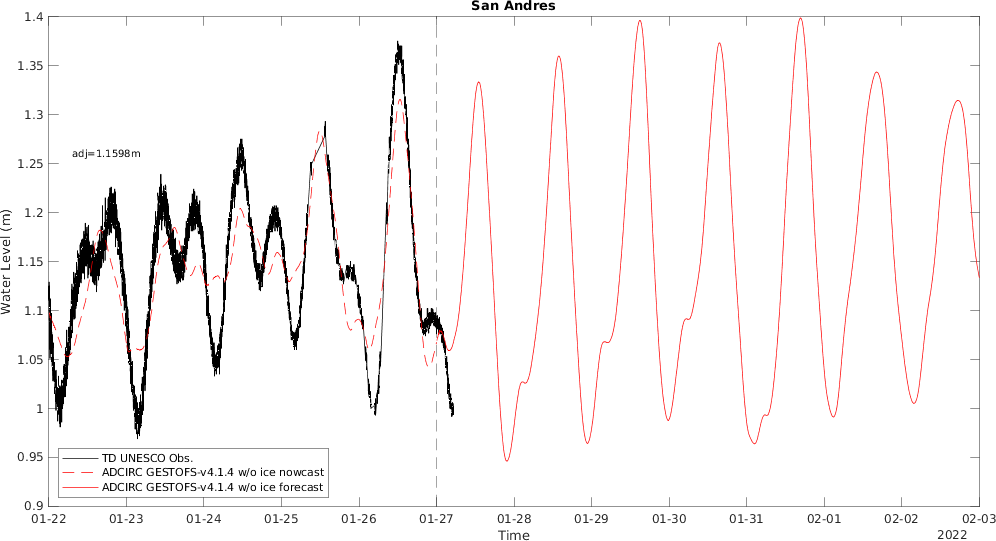 San Andres
1.4
1.35
1.3
1.25
1.2
1.15
1.1
1.05
1
0.95
0.9
Water Level (m)
adj=1.1598m
TD UNESCO Obs.
ADCIRC GESTOFS-v4.1.4 w/o ice nowcast
ADCIRC GESTOFS-v4.1.4 w/o ice forecast
01-22 01-23 01-24 01-25 01-26 01-27 01-28 01-29 01-30 01-31 02-01 02-02 02-03
Time
2022